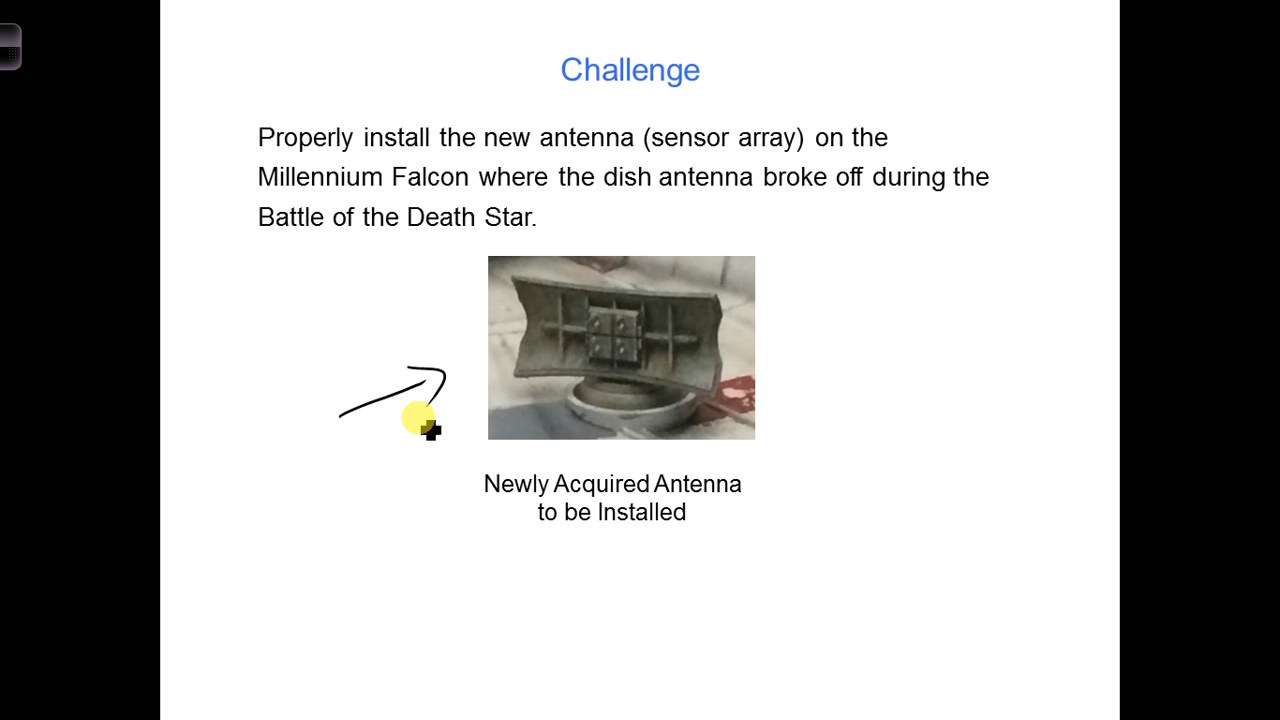 Challenge
Properly install the new antenna (sensor array) on the
Millennium Falcon where the dish antenna broke off during the
Battle of the Death Star.
Newly Acquired Antenna
to be Installed